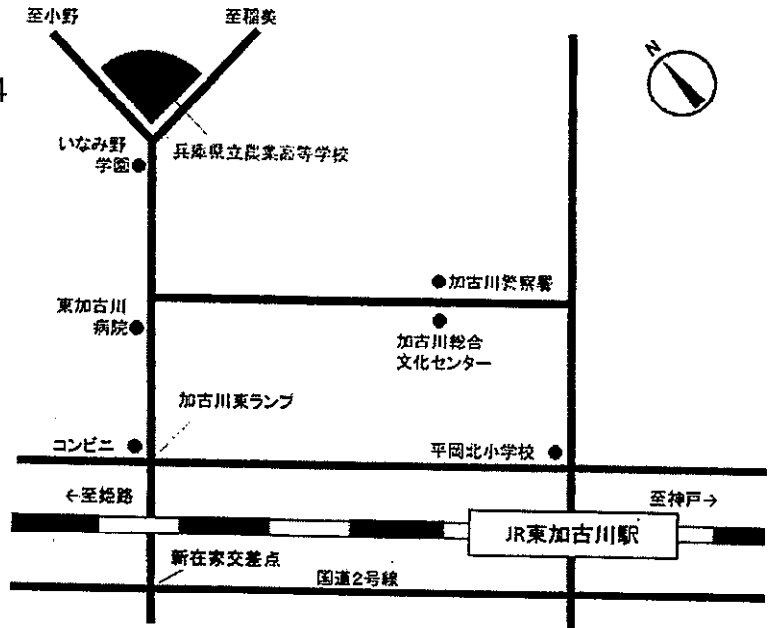 至小野
至稲美
N
4
いなみ野
学園
兵庫県立農業高等学校
加古川警察署
東加古川
病院
加古川総合
文化センター
加古川東ランプ
コンビニ
平岡北小学校
←至姫路
至神戸→
JR東加古川駅
新在家交差点
国道2号線